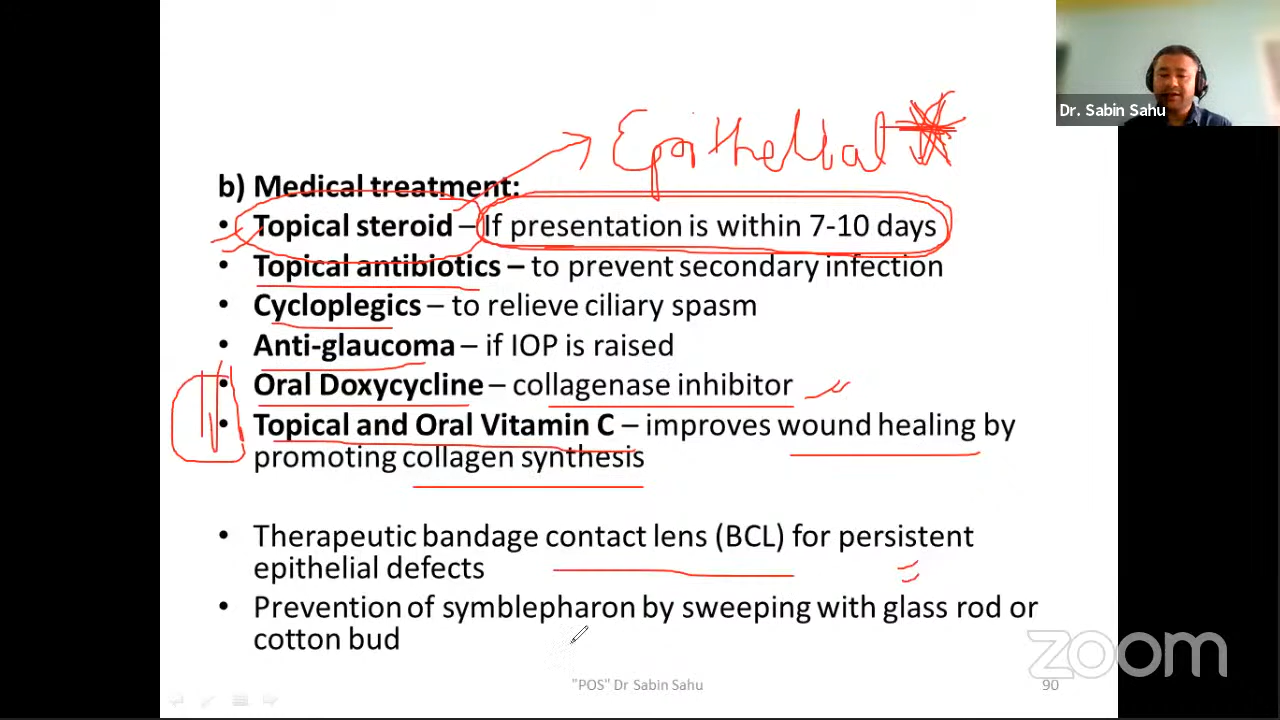 Dr. Sabin Sahu
Epithelial
b) Medical treatment:
• Topical steroid – If presentation is within 7-10 days
• Topical antibiotics – to prevent secondary infection
• Cycloplegics – to relieve ciliary spasm
• Anti-glaucoma – if IOP is raised
• Oral Doxycycline – collagenase inhibitor
• Topical and Oral Vitamin C – improves wound healing by
promoting collagen synthesis
• Therapeutic bandage contact lens (BCL) for persistent
epithelial defects
• Prevention of symblepharon by sweeping with glass rod or
cotton bud
zoom
"POS" Dr Sabin Sahu
90